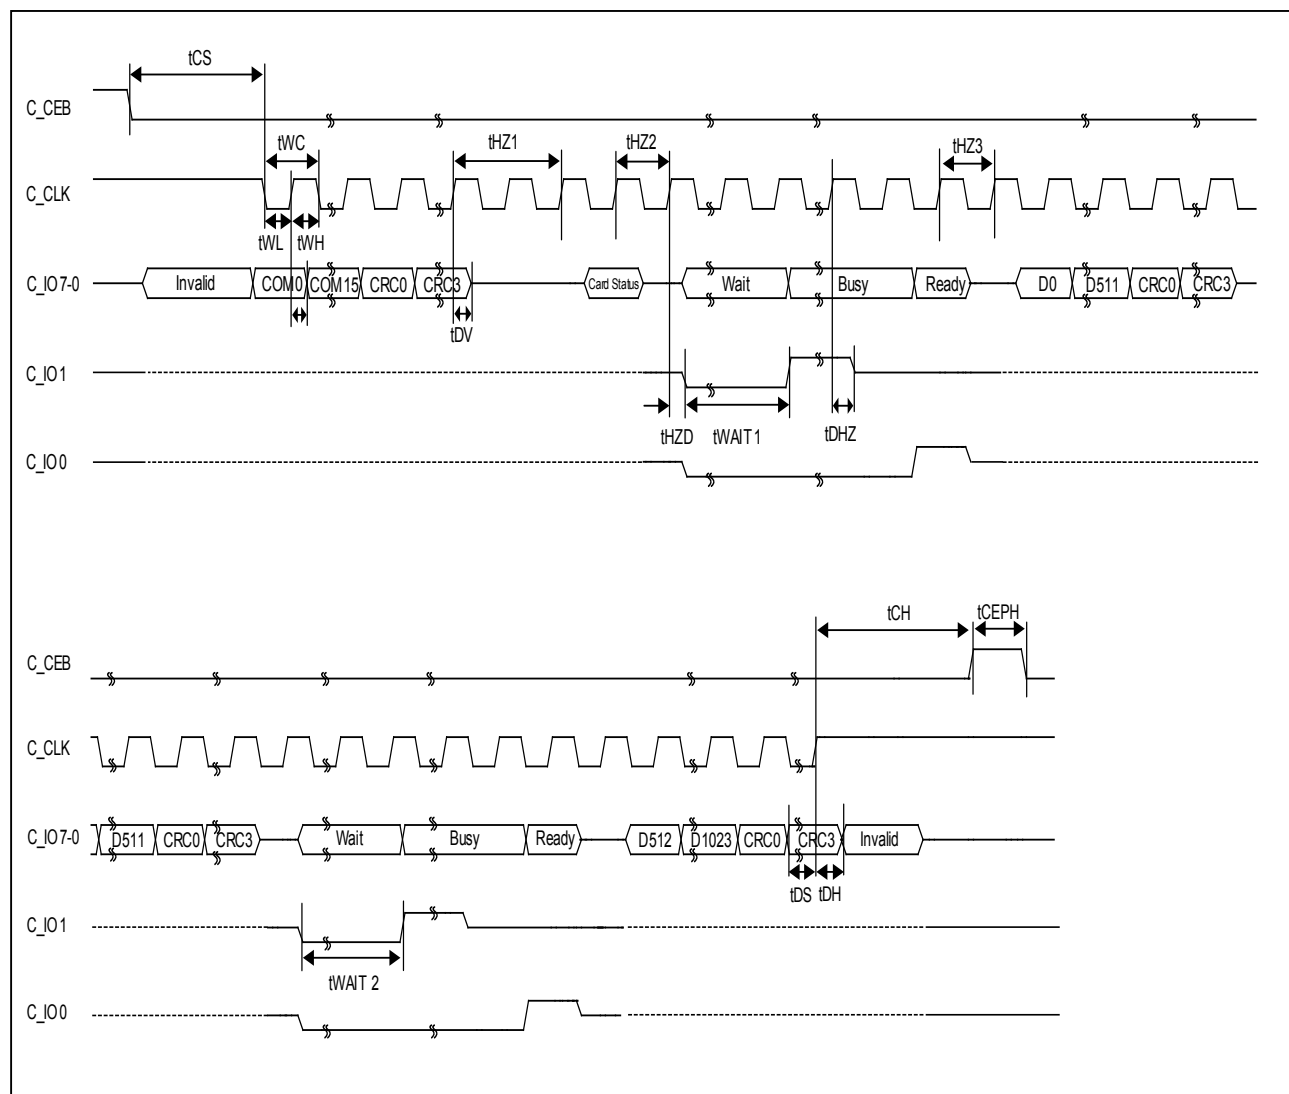 tCS
C_CEB
tWC tHZ1 tHZ2 tHZ3
C_CLK
tWL tWH
C_IO7-0 Invalid COM0 COM15 CRC0 CRC3 Card Status Wait Busy Ready D0 D511 CRC0 CRC3
tDV
C_IO1
tHZD tWAIT1 tDHZ
C_IO0
tCH tCEPH
C_CEB
C_CLK
C_IO7-0 D511 CRC0 CRC3 Wait Busy Ready D512 D1023 CRC0 CRC3 Invalid
tDS tDH
C_IO1
tWAIT 2
C_IO0